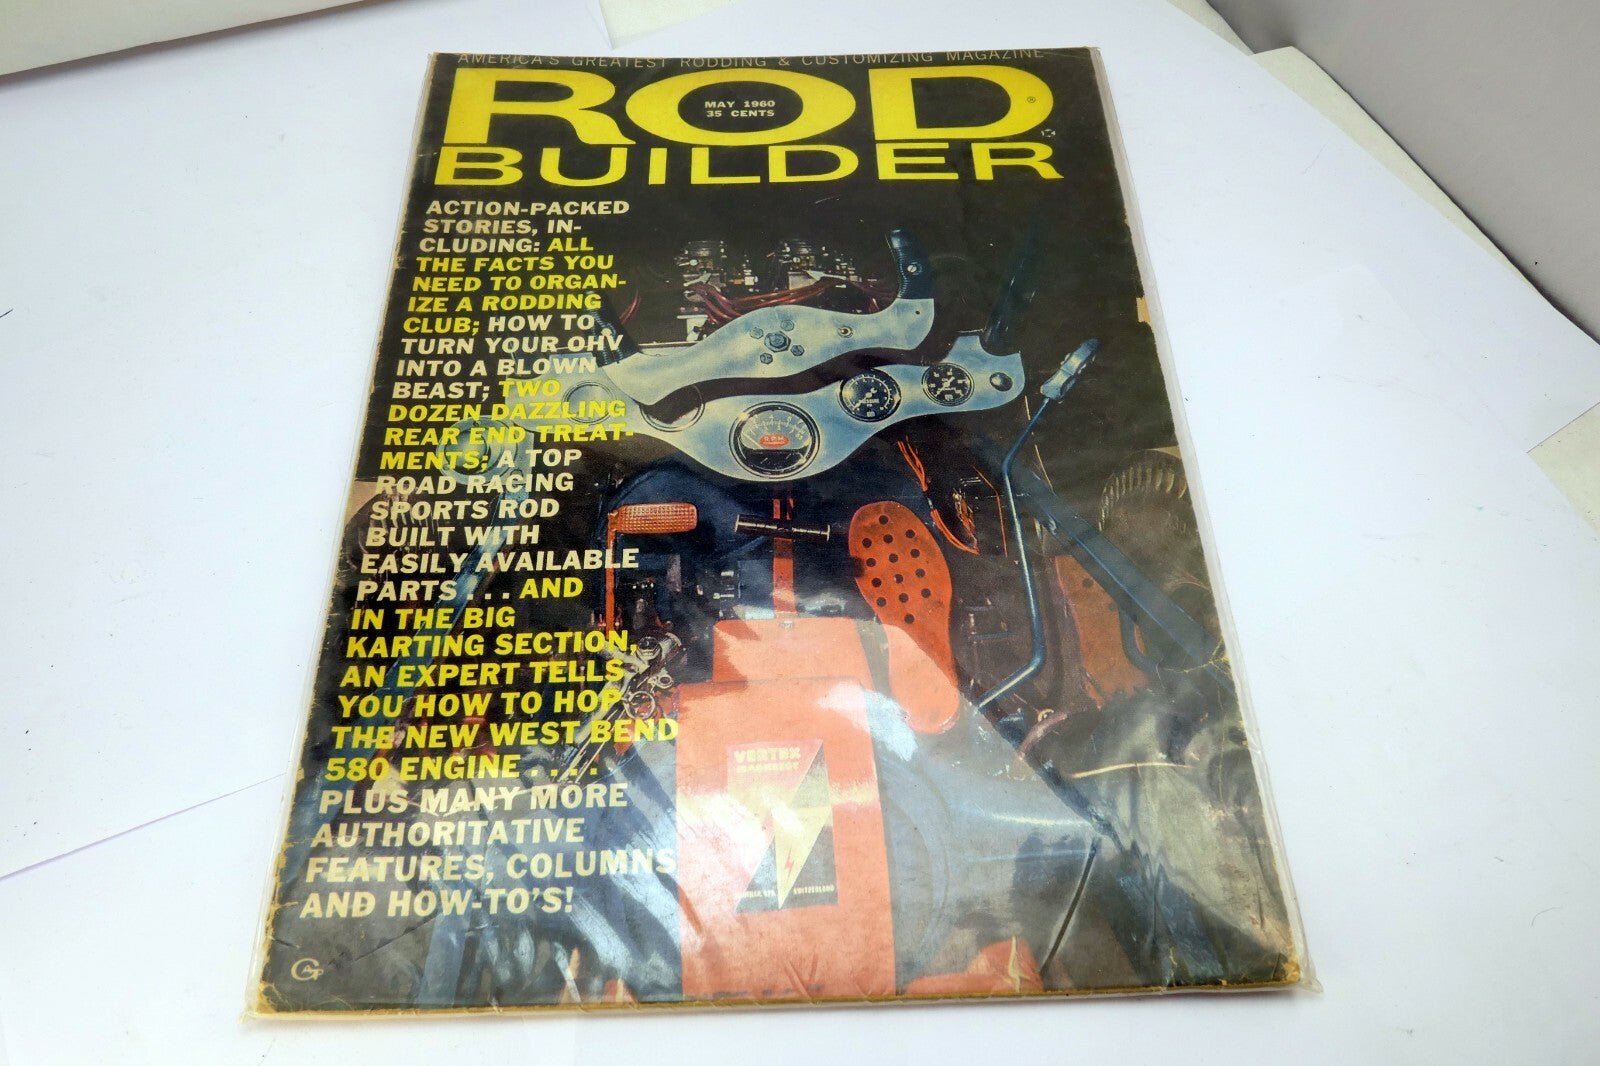 AMERICA'S GREATEST RODDING & CUSTOMIZING MAGAZINE
ROD
MAY 1960
35 CENTS
®
BUILDER
ACTION-PACKED
STORIES, IN-
CLUDING: ALL
THE FACTS YOU
NEED TO ORGAN-
IZE A RODDING
CLUB; HOW TO
TURN YOUR OHV
INTO A BLOWN
BEAST; TWO
DOZEN DAZZLING
REAR END TREAT-
MENTS; A TOP
ROAD RACING
SPORTS ROD
BUILT WITH
EASILY AVAILABLE
PARTS . . . AND
IN THE BIG
KARTING SECTION,
AN EXPERT TELLS
YOU HOW TO HOP
THE NEW WEST BEND
580 ENGINE . . . .
PLUS MANY MORE
AUTHORITATIVE
FEATURES, COLUMNS
AND HOW-TO'S!
RPM
PRESSURE
VERTEX
MAGNETOS
SWITZERLAND